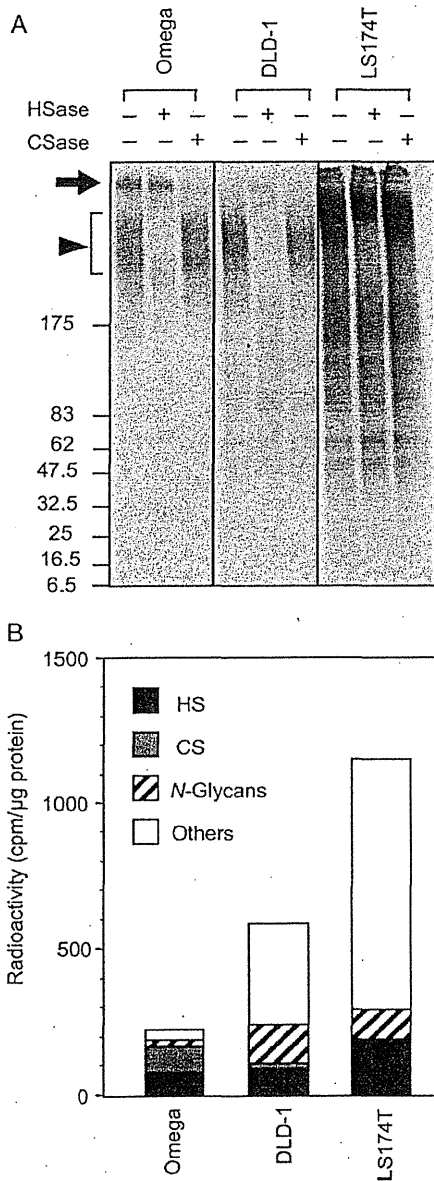 A
Omega DLD-1 LS174T
HSase – + – – + – – + –
CSase – – + – – + – – +
175
83
62
47.5
32.5
25
16.5
6.5
B
1500
1000
500
0
Radioactivity (cpm/µg protein)
HS
CS
N-Glycans
Others
Omega DLD-1 LS174T